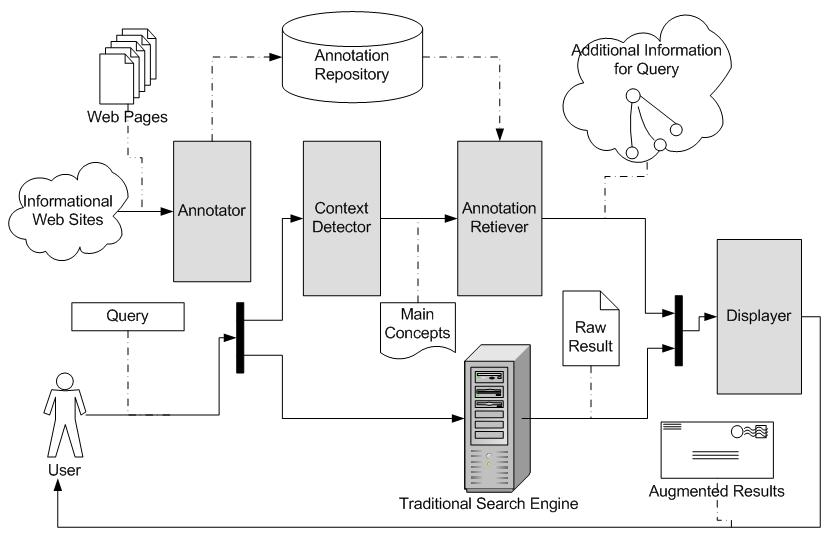 Annotation
Repository
Additional Information
for Query
Web Pages
Informational
Web Sites
Annotator
Context
Detector
Annotation
Retiever
Query
Main
Concepts
Raw
Result
Displayer
User
Traditional Search Engine
Augmented Results